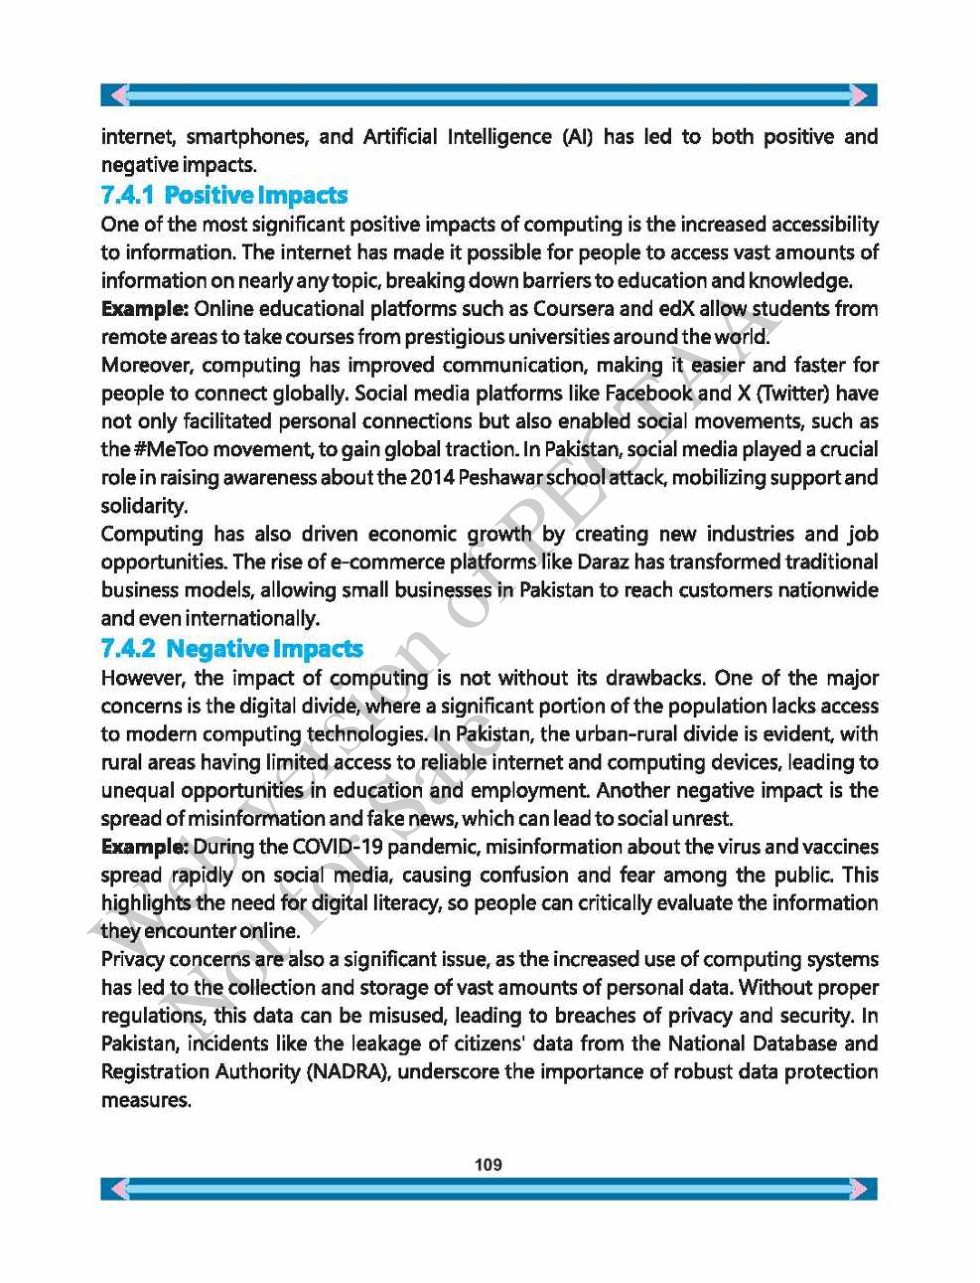 internet, smartphones, and Artificial Intelligence (AI) has led to both positive and
negative impacts.
7.4.1 Positive Impacts
One of the most significant positive impacts of computing is the increased accessibility
to information. The internet has made it possible for people to access vast amounts of
information on nearly any topic, breaking down barriers to education and knowledge.
Example: Online educational platforms such as Coursera and edX allow students from
remote areas to take courses from prestigious universities around the world.
Moreover, computing has improved communication, making it easier and faster for
people to connect globally. Social media platforms like Facebook and X (Twitter) have
not only facilitated personal connections but also enabled social movements, such as
the #MeToo movement, to gain global traction. In Pakistan, social media played a crucial
role in raising awareness about the 2014 Peshawar school attack, mobilizing support and
solidarity.
Computing has also driven economic growth by creating new industries and job
opportunities. The rise of e-commerce platforms like Daraz has transformed traditional
business models, allowing small businesses in Pakistan to reach customers nationwide
and even internationally.
7.4.2 Negative Impacts
However, the impact of computing is not without its drawbacks. One of the major
concerns is the digital divide, where a significant portion of the population lacks access
to modern computing technologies. In Pakistan, the urban-rural divide is evident, with
rural areas having limited access to reliable internet and computing devices, leading to
unequal opportunities in education and employment. Another negative impact is the
spread of misinformation and fake news, which can lead to social unrest.
Example: During the COVID-19 pandemic, misinformation about the virus and vaccines
spread rapidly on social media, causing confusion and fear among the public. This
highlights the need for digital literacy, so people can critically evaluate the information
they encounter online.
Privacy concerns are also a significant issue, as the increased use of computing systems
has led to the collection and storage of vast amounts of personal data. Without proper
regulations, this data can be misused, leading to breaches of privacy and security. In
Pakistan, incidents like the leakage of citizens' data from the National Database and
Registration Authority (NADRA), underscore the importance of robust data protection
measures.
109
Web version of PECTAA
Not for Sale